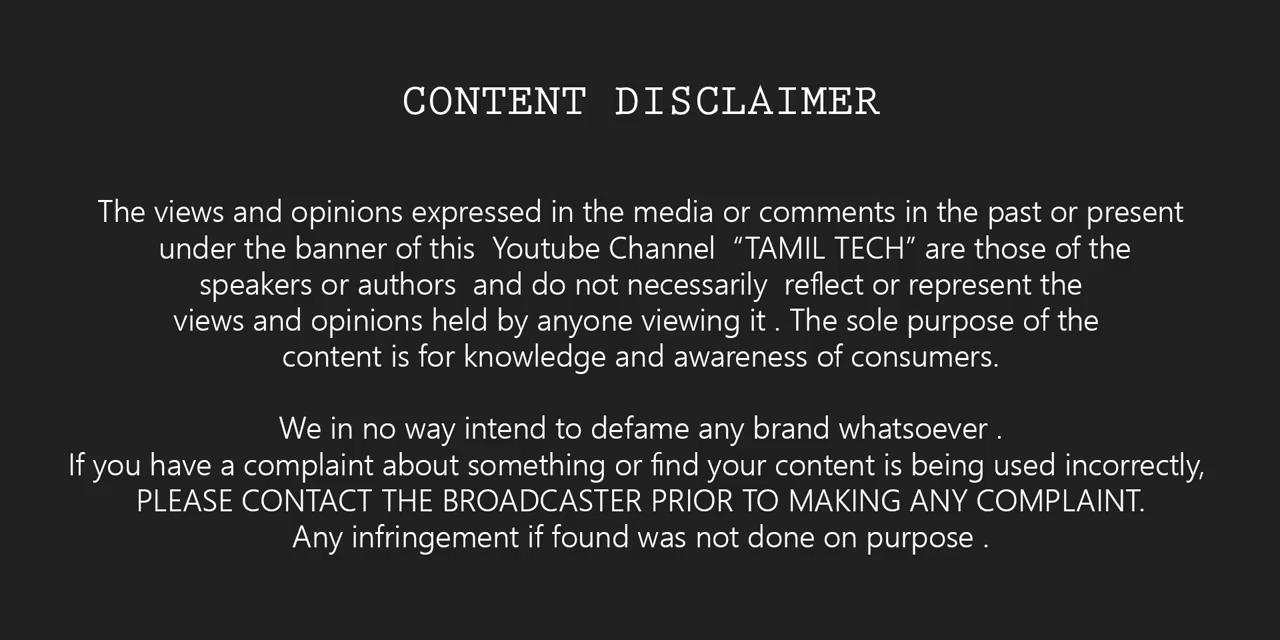 CONTENT DISCLAIMER
The views and opinions expressed in the media or comments in the past or present
under the banner of this  Youtube Channel  “TAMIL TECH” are those of the
speakers or authors  and do not necessarily  reflect or represent the
views and opinions held by anyone viewing it . The sole purpose of the
content is for knowledge and awareness of consumers.
We in no way intend to defame any brand whatsoever .
If you have a complaint about something or find your content is being used incorrectly,
PLEASE CONTACT THE BROADCASTER PRIOR TO MAKING ANY COMPLAINT.
Any infringement if found was not done on purpose .